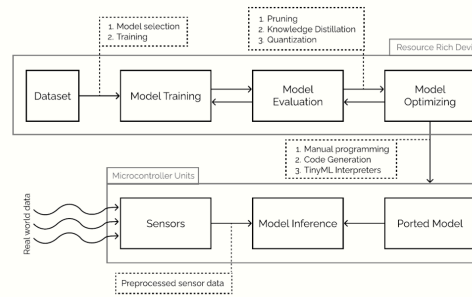 1. Model selection
2. Training
1. Pruning
2. Knowledge Distillation
3. Quantization
Resource Rich Devi
Dataset
Model Training
Model
Evaluation
Model
Optimizing
1. Manual programming
2. Code Generation
3. TinyML Interpreters
Microcontroller Units
Real world data
Sensors
Model Inference
Ported Model
Preprocessed sensor data